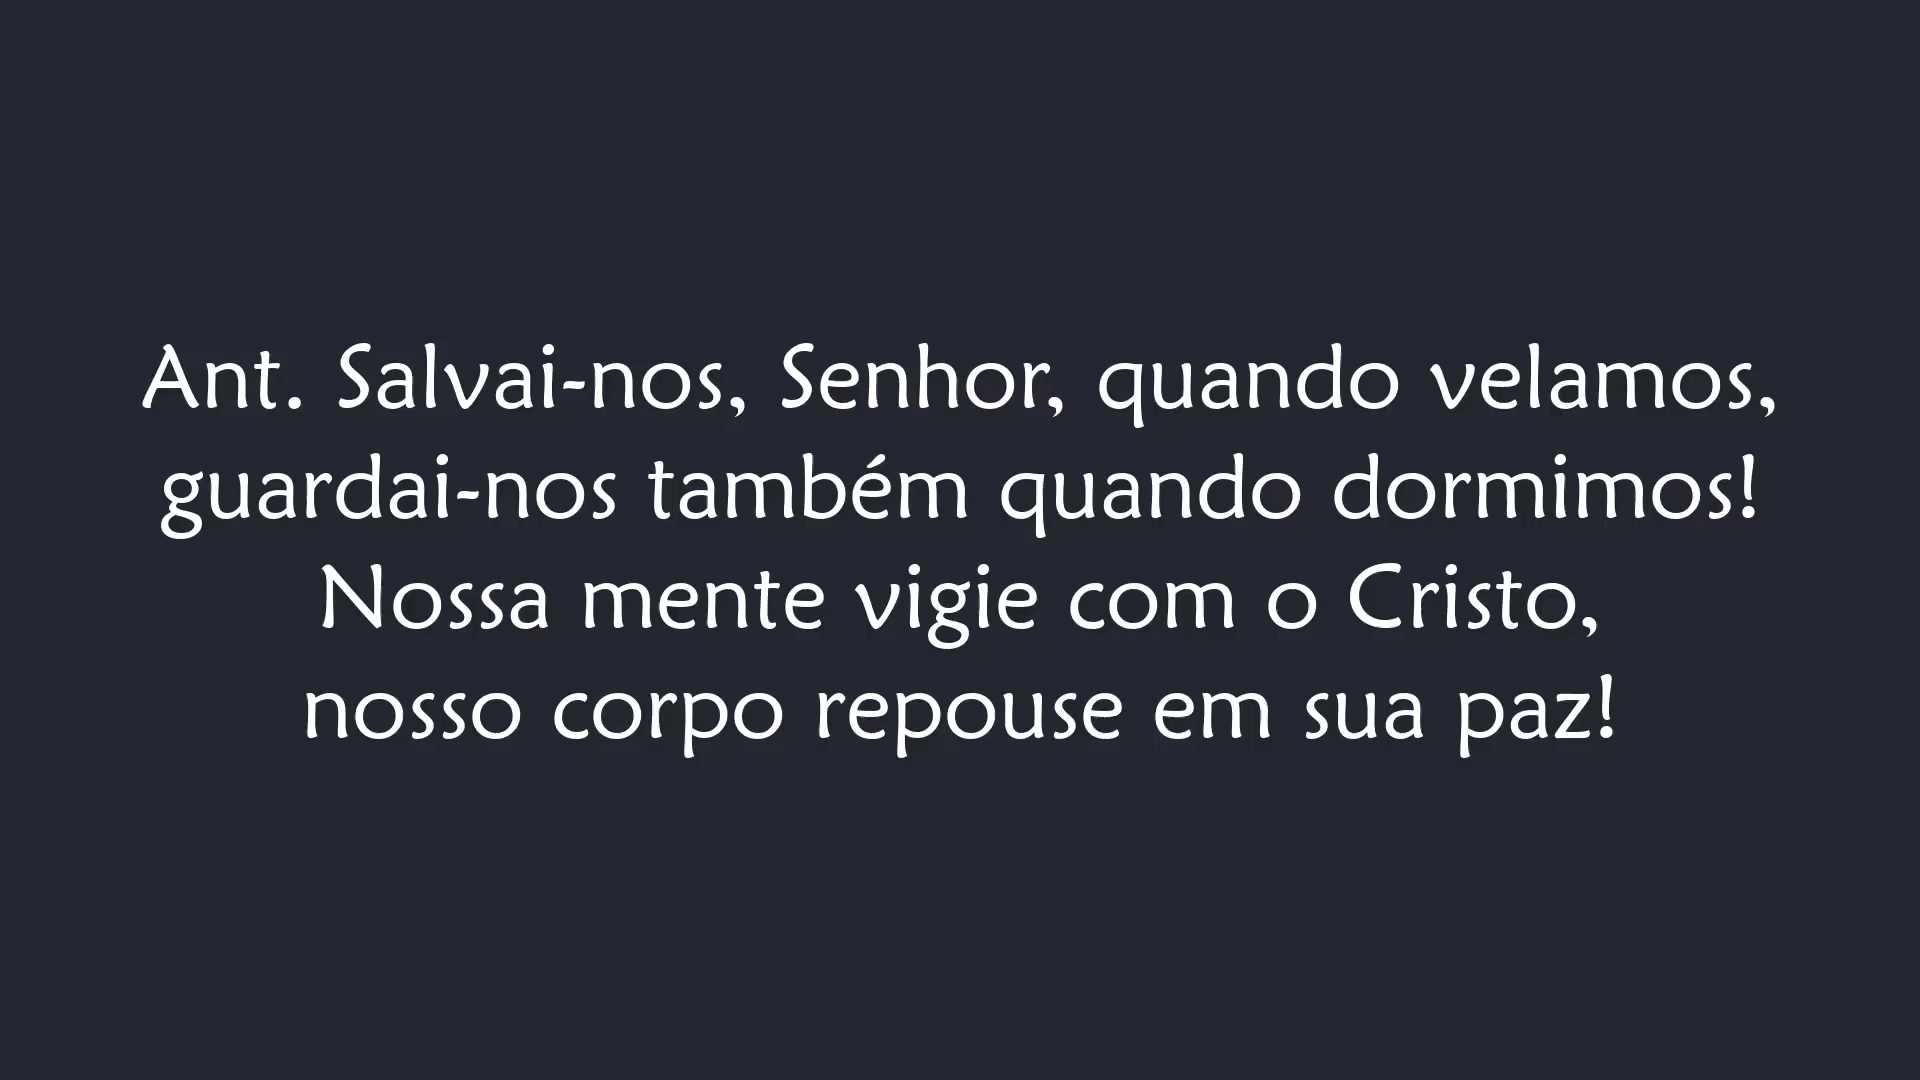 Ant. Salvai-nos, Senhor, quando velamos,
guardai-nos também quando dormimos!
Nossa mente vigie com o Cristo,
nosso corpo repouse em sua paz!